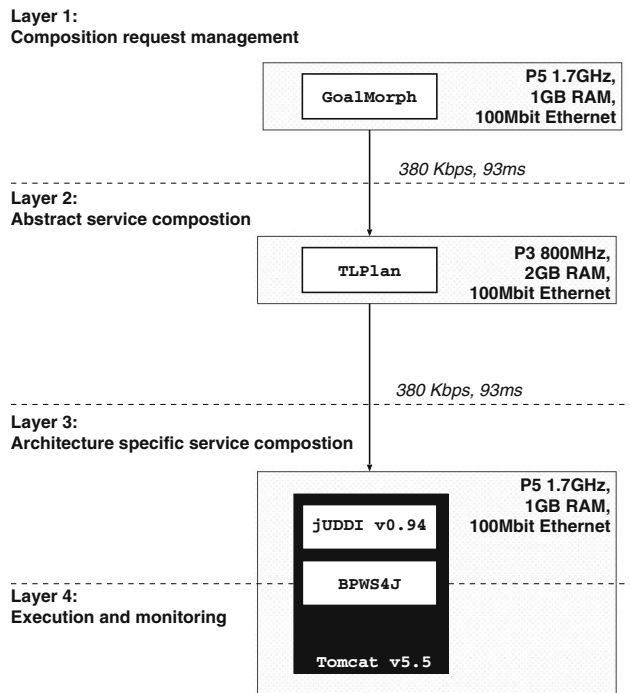 Layer 1:
Composition request management
P5 1.7GHz,
1GB RAM,
100Mbit Ethernet
GoalMorph
380 Kbps, 93ms
Layer 2:
Abstract service compostion
P3 800MHz,
2GB RAM,
100Mbit Ethernet
TLPlan
380 Kbps, 93ms
Layer 3:
Architecture specific service compostion
P5 1.7GHz,
1GB RAM,
100Mbit Ethernet
jUDDI v0.94
BPWS4J
Layer 4:
Execution and monitoring
Tomcat v5.5